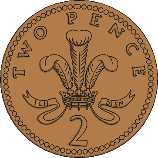 TWO PENCE
ICH DIEN
2